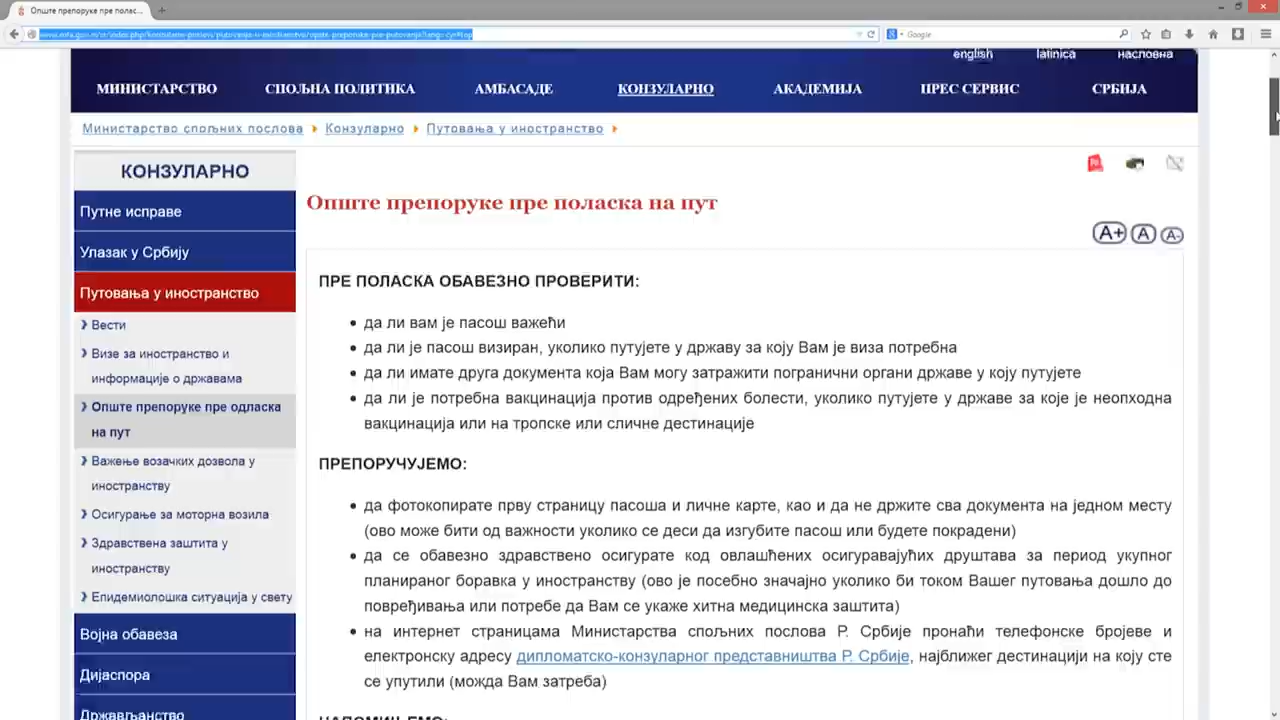 Опште препоруке пре полас...
Google
english latinica насловна
МИНИСТАРСТВО СПОЉНА ПОЛИТИКА АМБАСАДЕ КОНЗУЛАРНО АКАДЕМИЈА ПРЕС СЕРВИС СРБИЈА
Министарство спољних послова Конзуларно Путовања у иностранство
КОНЗУЛАРНО
Путне исправе
Улазак у Србију
Путовања у иностранство
Вести
Визе за иностранство и
информације о државама
Опште препоруке пре одласка
на пут
Важење возачких дозвола у
иностранству
Осигурање за моторна возила
Здравствена заштита у
иностранству
Епидемиолошка ситуација у свету
Војна обавеза
Дијаспора
Држављанство
Опште препоруке пре поласка на пут
A+ A A-
ПРЕ ПОЛАСКА ОБАВЕЗНО ПРОВЕРИТИ:
да ли вам је пасош важећи
да ли је пасош визиран, уколико путујете у државу за коју Вам је виза потребна
да ли имате друга документа која Вам могу затражити погранични органи државе у коју путујете
да ли је потребна вакцинација против одређених болести, уколико путујете у државе за које је неопходна
вакцинација или на тропске или сличне дестинације
ПРЕПОРУЧУЈЕМО:
да фотокопирате прву страницу пасоша и личне карте, као и да не држите сва документа на једном месту
(ово може бити од важности уколико се деси да изгубите пасош или будете покрадени)
да се обавезно здравствено осигурате код овлашћених осигуравајућих друштава за период укупног
планираног боравка у иностранству (ово је посебно значајно уколико би током Вашег путовања дошло до
повређивања или потребе да Вам се укаже хитна медицинска заштита)
на интернет страницама Министарства спољних послова Р. Србије пронаћи телефонске бројеве и
електронску адресу дипломатско-конзуларног представништва Р. Србије, најближег дестинацији на коју сте
се упутили (можда Вам затреба)
НАПОМИЊЕМО: